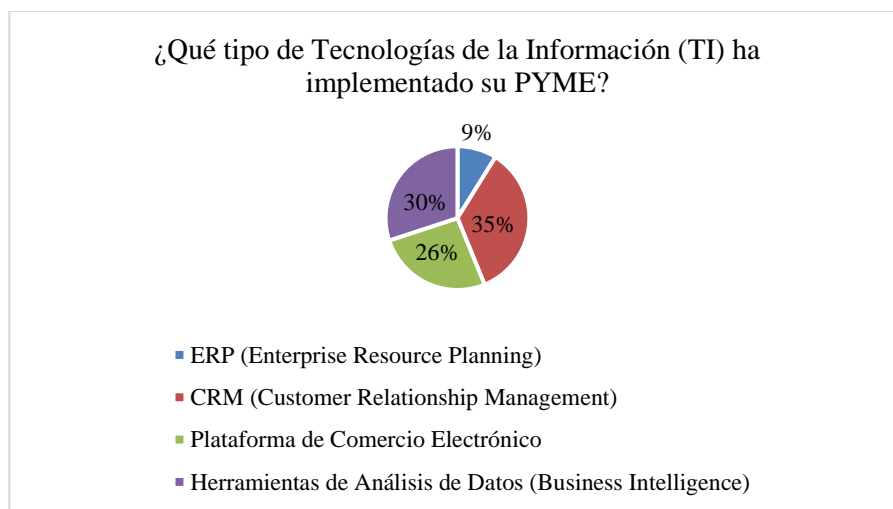 ¿Qué tipo de Tecnologías de la Información (TI) ha
implementado su PYME?
9%
30%
35%
26%
ERP (Enterprise Resource Planning)
CRM (Customer Relationship Management)
Plataforma de Comercio Electrónico
Herramientas de Análisis de Datos (Business Intelligence)